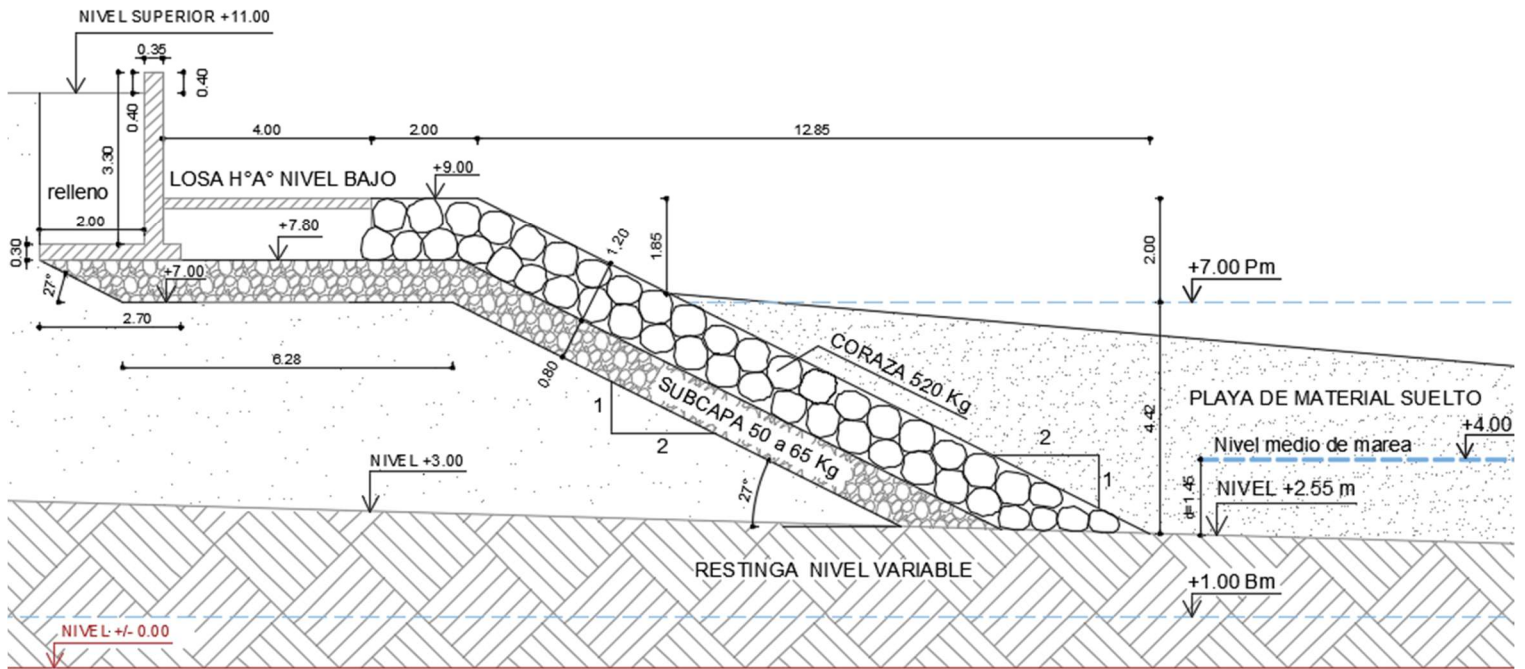 NIVEL SUPERIOR +11.00
0.35
0.40
0.40
3.30
4.00
2.00
12.85
relleno
LOSA H°A° NIVEL BAJO
+9.00
2.00
+7.80
0.30
+7.00
27°
2.70
6.28
1.20
0.80
1.85
2.00
+7.00 Pm
CORAZA 520 Kg
SUBCAPA 50 a 65 Kg
1
2
2
1
27°
4.42
PLAYA DE MATERIAL SUELTO
+4.00
Nivel medio de marea
d=1.45
NIVEL +2.55 m
NIVEL +3.00
RESTINGA NIVEL VARIABLE
+1.00 Bm
NIVEL +/- 0.00